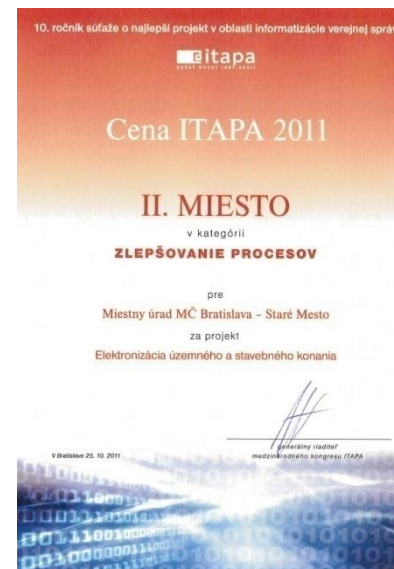 10. ročník súťaže o najlepší projekt v oblasti informatizácie verejnej správ
itapa
Cena ITAPA 2011
II. MIESTO
v kategórii
ZLEPŠOVANIE PROCESOV
pre
Miestny úrad MČ Bratislava – Staré Mesto
za projekt
Elektronizácia územného a stavebného konania
generálny riaditeľ
V Bratislave 25. 10. 2011
medzinárodného kongresu ITAPA